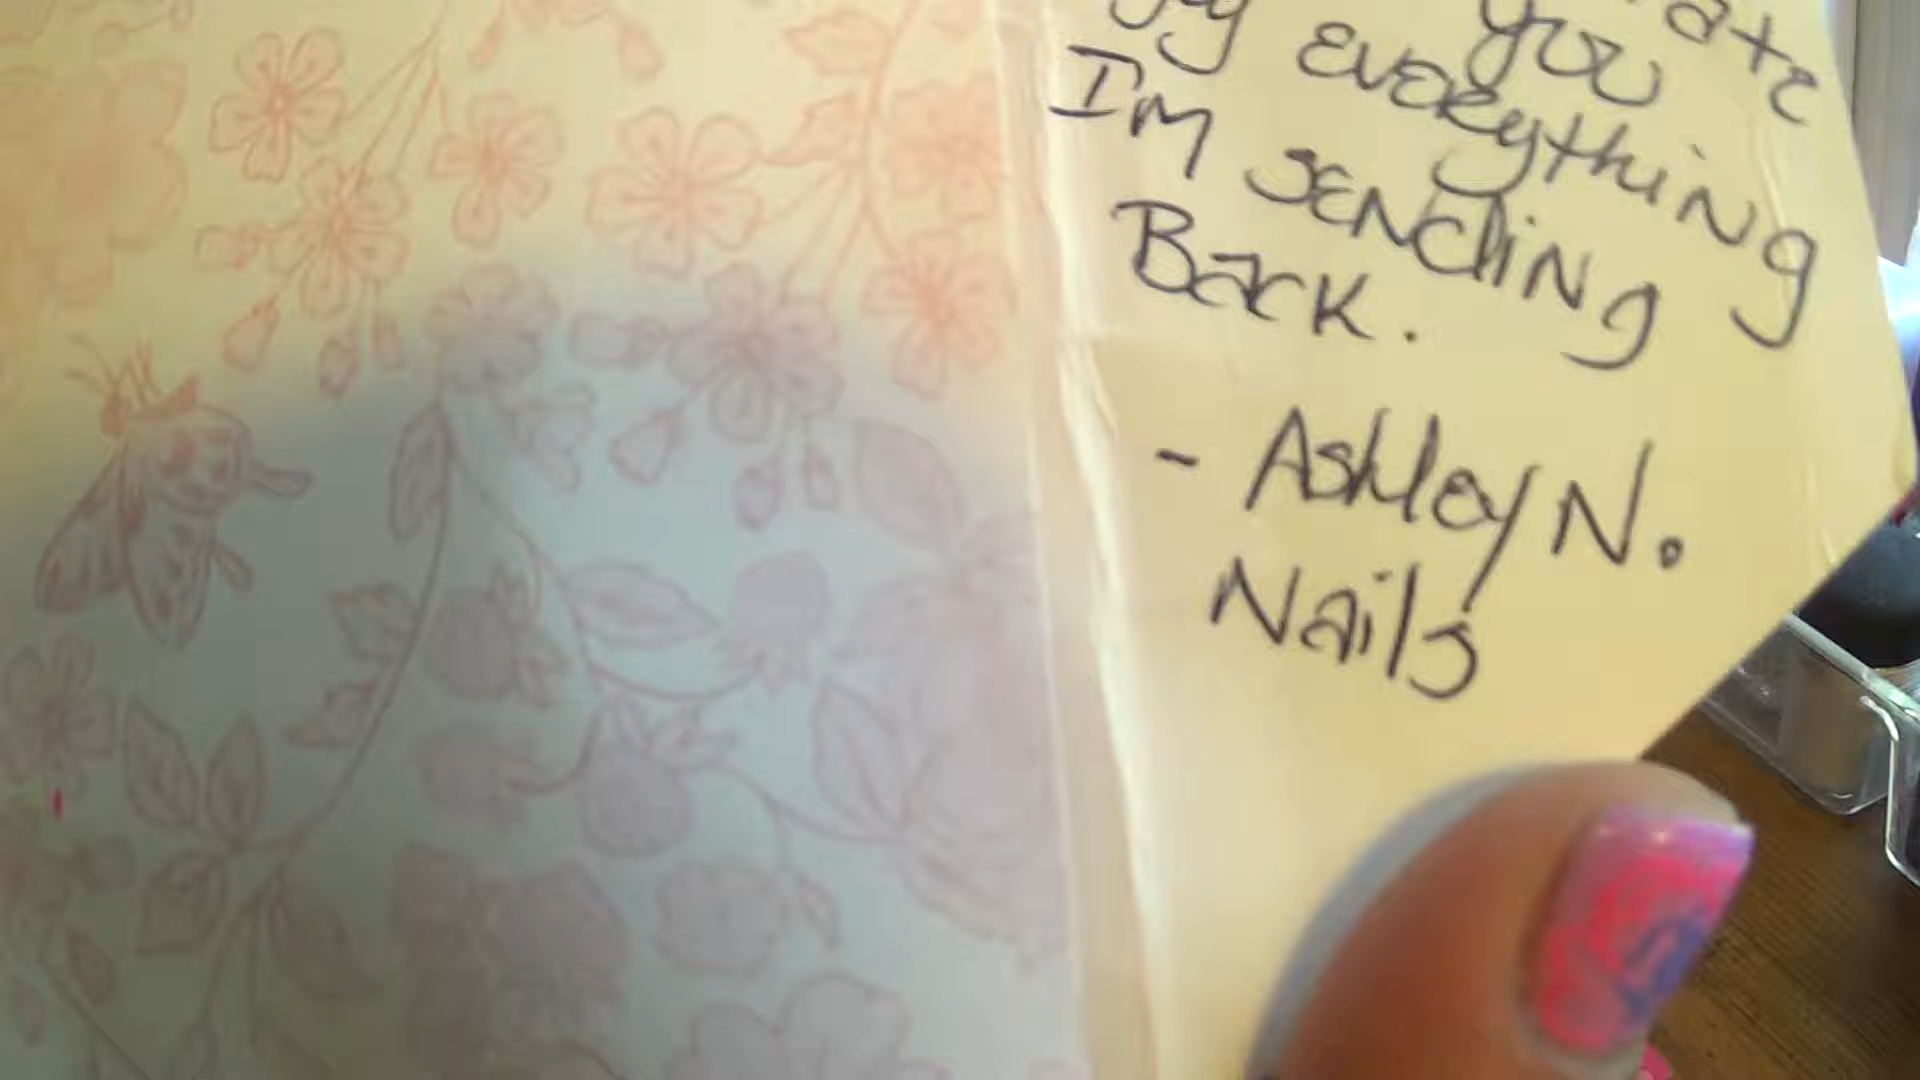 you
everything
I'm sending
Back.
- Ashley N.
Nails